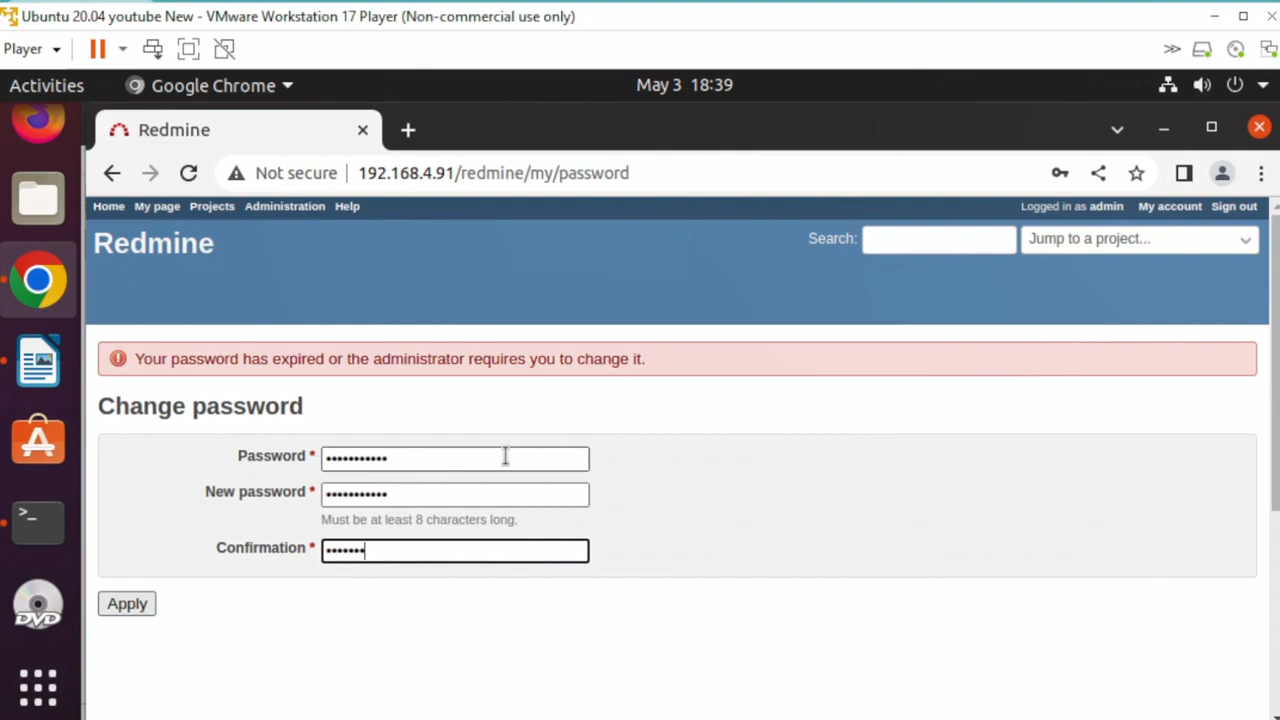 Ubuntu 20.04 youtube New - VMware Workstation 17 Player (Non-commercial use only)
Player
Activities
Google Chrome
May 3 18:39
Redmine
Not secure
192.168.4.91/redmine/my/password
Home My page Projects Administration Help
Logged in as admin My account Sign out
Redmine
Search:
Jump to a project...
Your password has expired or the administrator requires you to change it.
Change password
Password *
•••••••••••
New password *
•••••••••••
Must be at least 8 characters long.
Confirmation *
•••••••
Apply
>_
DVD